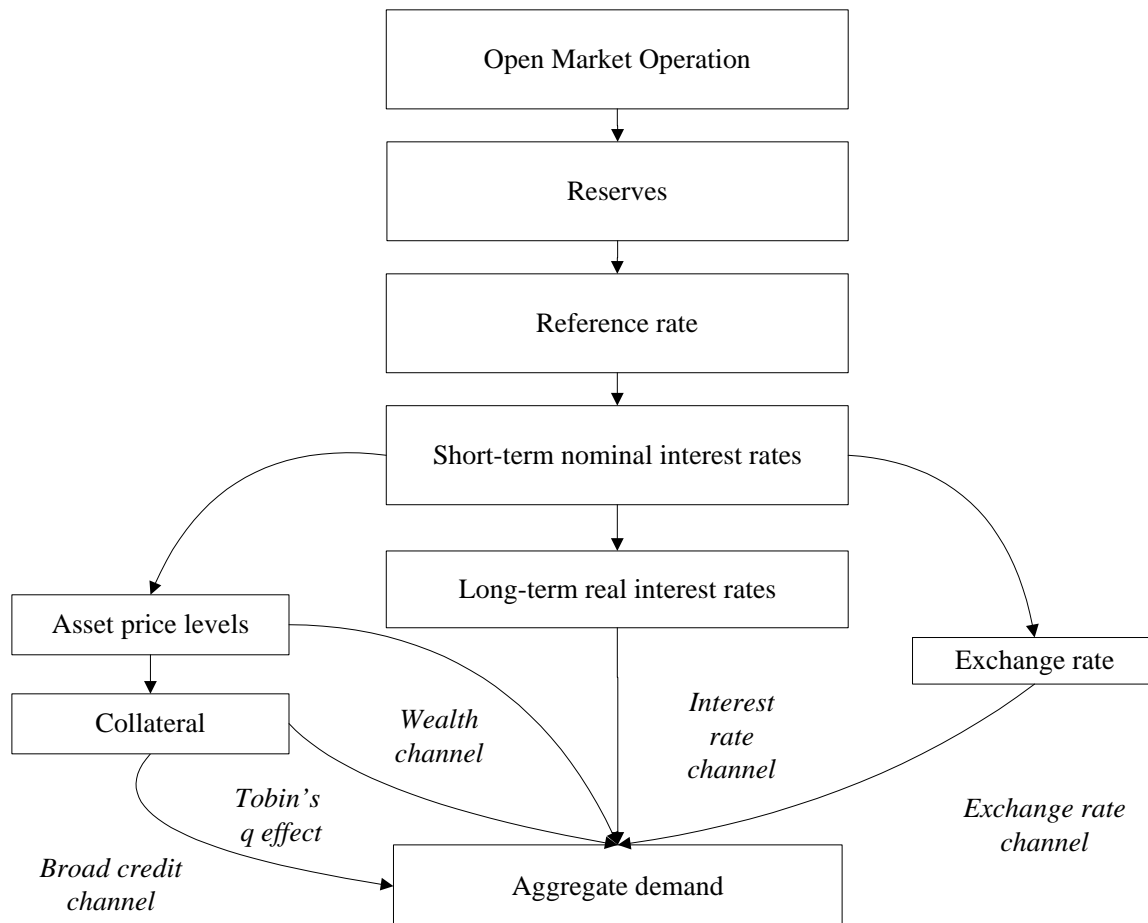 Open Market Operation
Reserves
Reference rate
Short-term nominal interest rates
Long-term real interest rates
Asset price levels
Exchange rate
Collateral
Wealth
channel
Interest
rate
channel
Tobin’s
q effect
Exchange rate
channel
Broad credit
channel
Aggregate demand